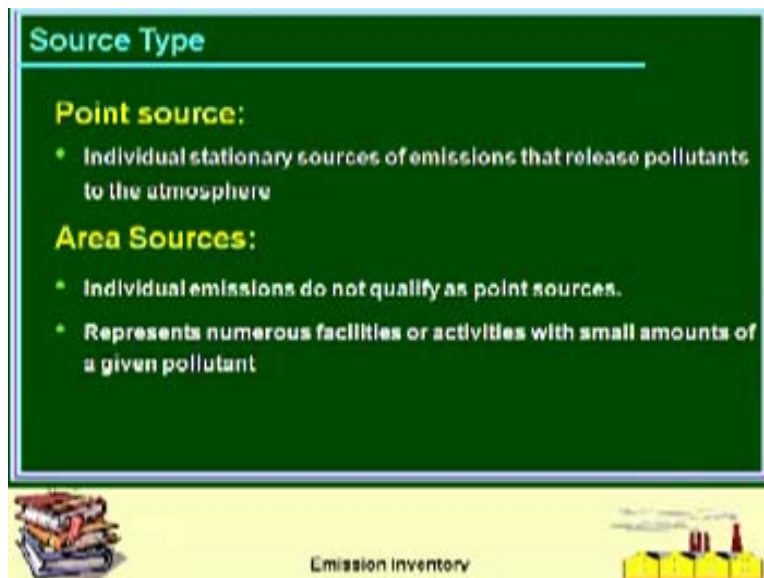 Source Type
Point source:
Individual stationary sources of emissions that release pollutants
to the atmosphere
Area Sources:
Individual emissions do not qualify as point sources.
Represents numerous facilities or activities with small amounts of
a given pollutant
Emission Inventory